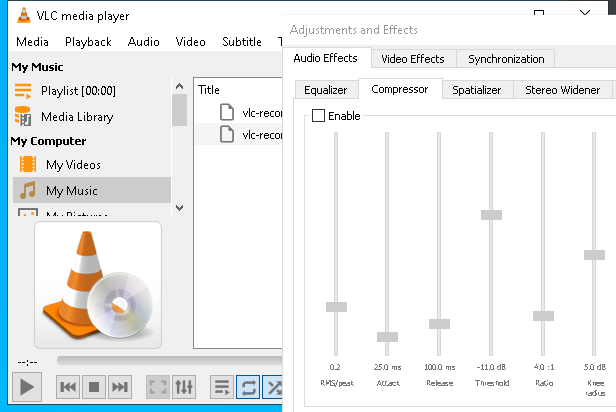 VLC media player
Media Playback Audio Video Subtitle
Adjustments and Effects
Audio Effects Video Effects Synchronization
Equalizer Compressor Spatializer Stereo Widener
Enable
My Music
Playlist [00:00]
Media Library
My Computer
My Videos
My Music
My Pictures
Title
vlc-recor
vlc-recor
--:--
0.2 25.0 ms 100.0 ms -11.0 dB 4.0 :1 5.0 dB
RMS/peak Attack Release Threshold Ratio Knee
radius